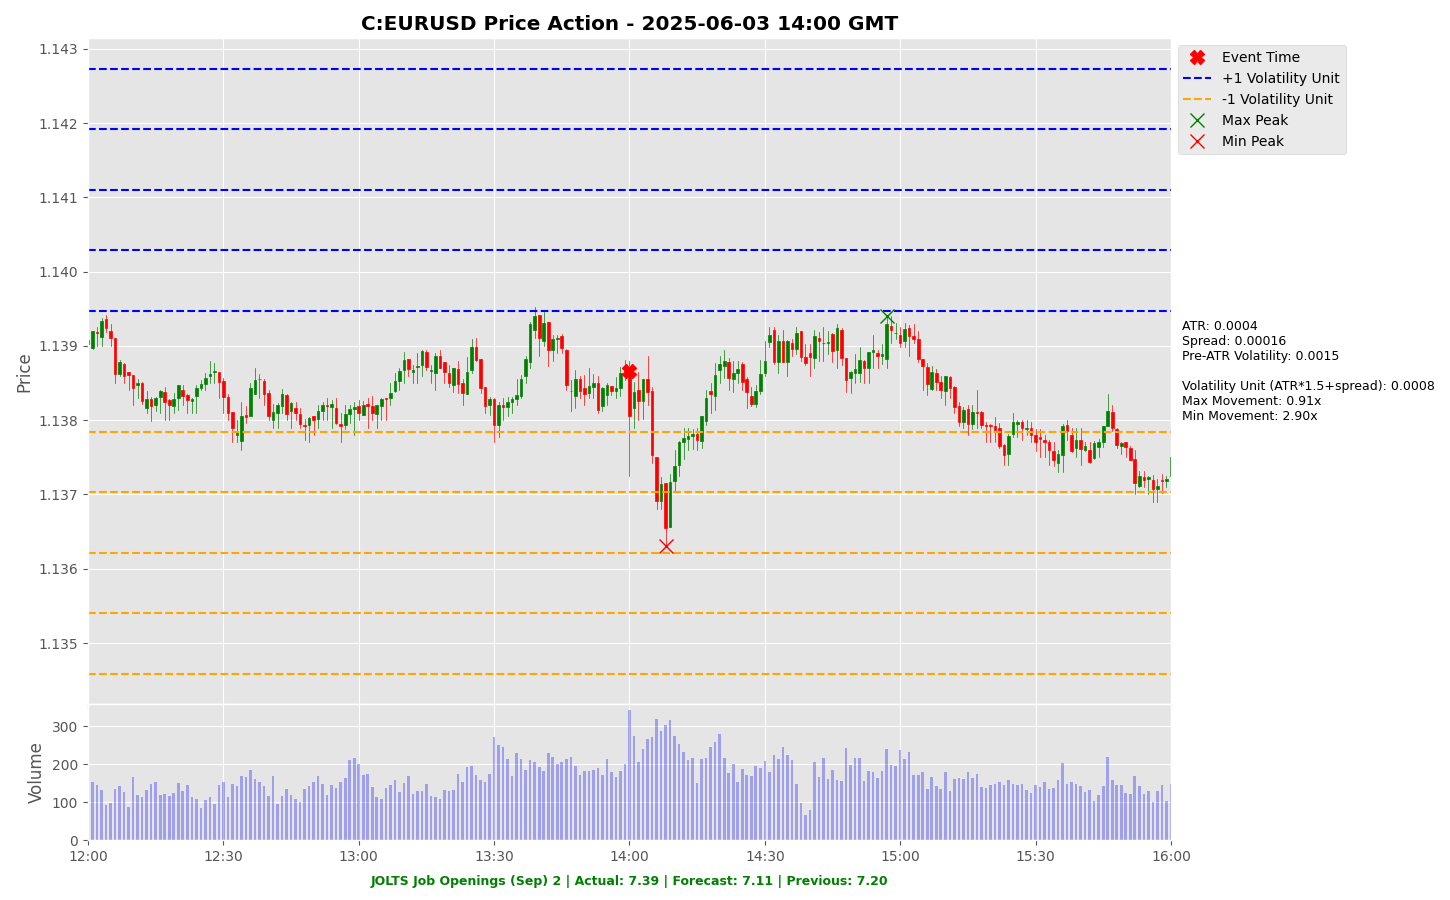 C:EURUSD Price Action - 2025-06-03 14:00 GMT
Price
1.143
1.142
1.141
1.140
1.139
1.138
1.137
1.136
1.135
Event Time
+1 Volatility Unit
-1 Volatility Unit
Max Peak
Min Peak
ATR: 0.0004
Spread: 0.00016
Pre-ATR Volatility: 0.0015
Volatility Unit (ATR*1.5+spread): 0.0008
Max Movement: 0.91x
Min Movement: 2.90x
Volume
300
200
100
0
12:00 12:30 13:00 13:30 14:00 14:30 15:00 15:30 16:00
JOLTS Job Openings (Sep) 2 | Actual: 7.39 | Forecast: 7.11 | Previous: 7.20